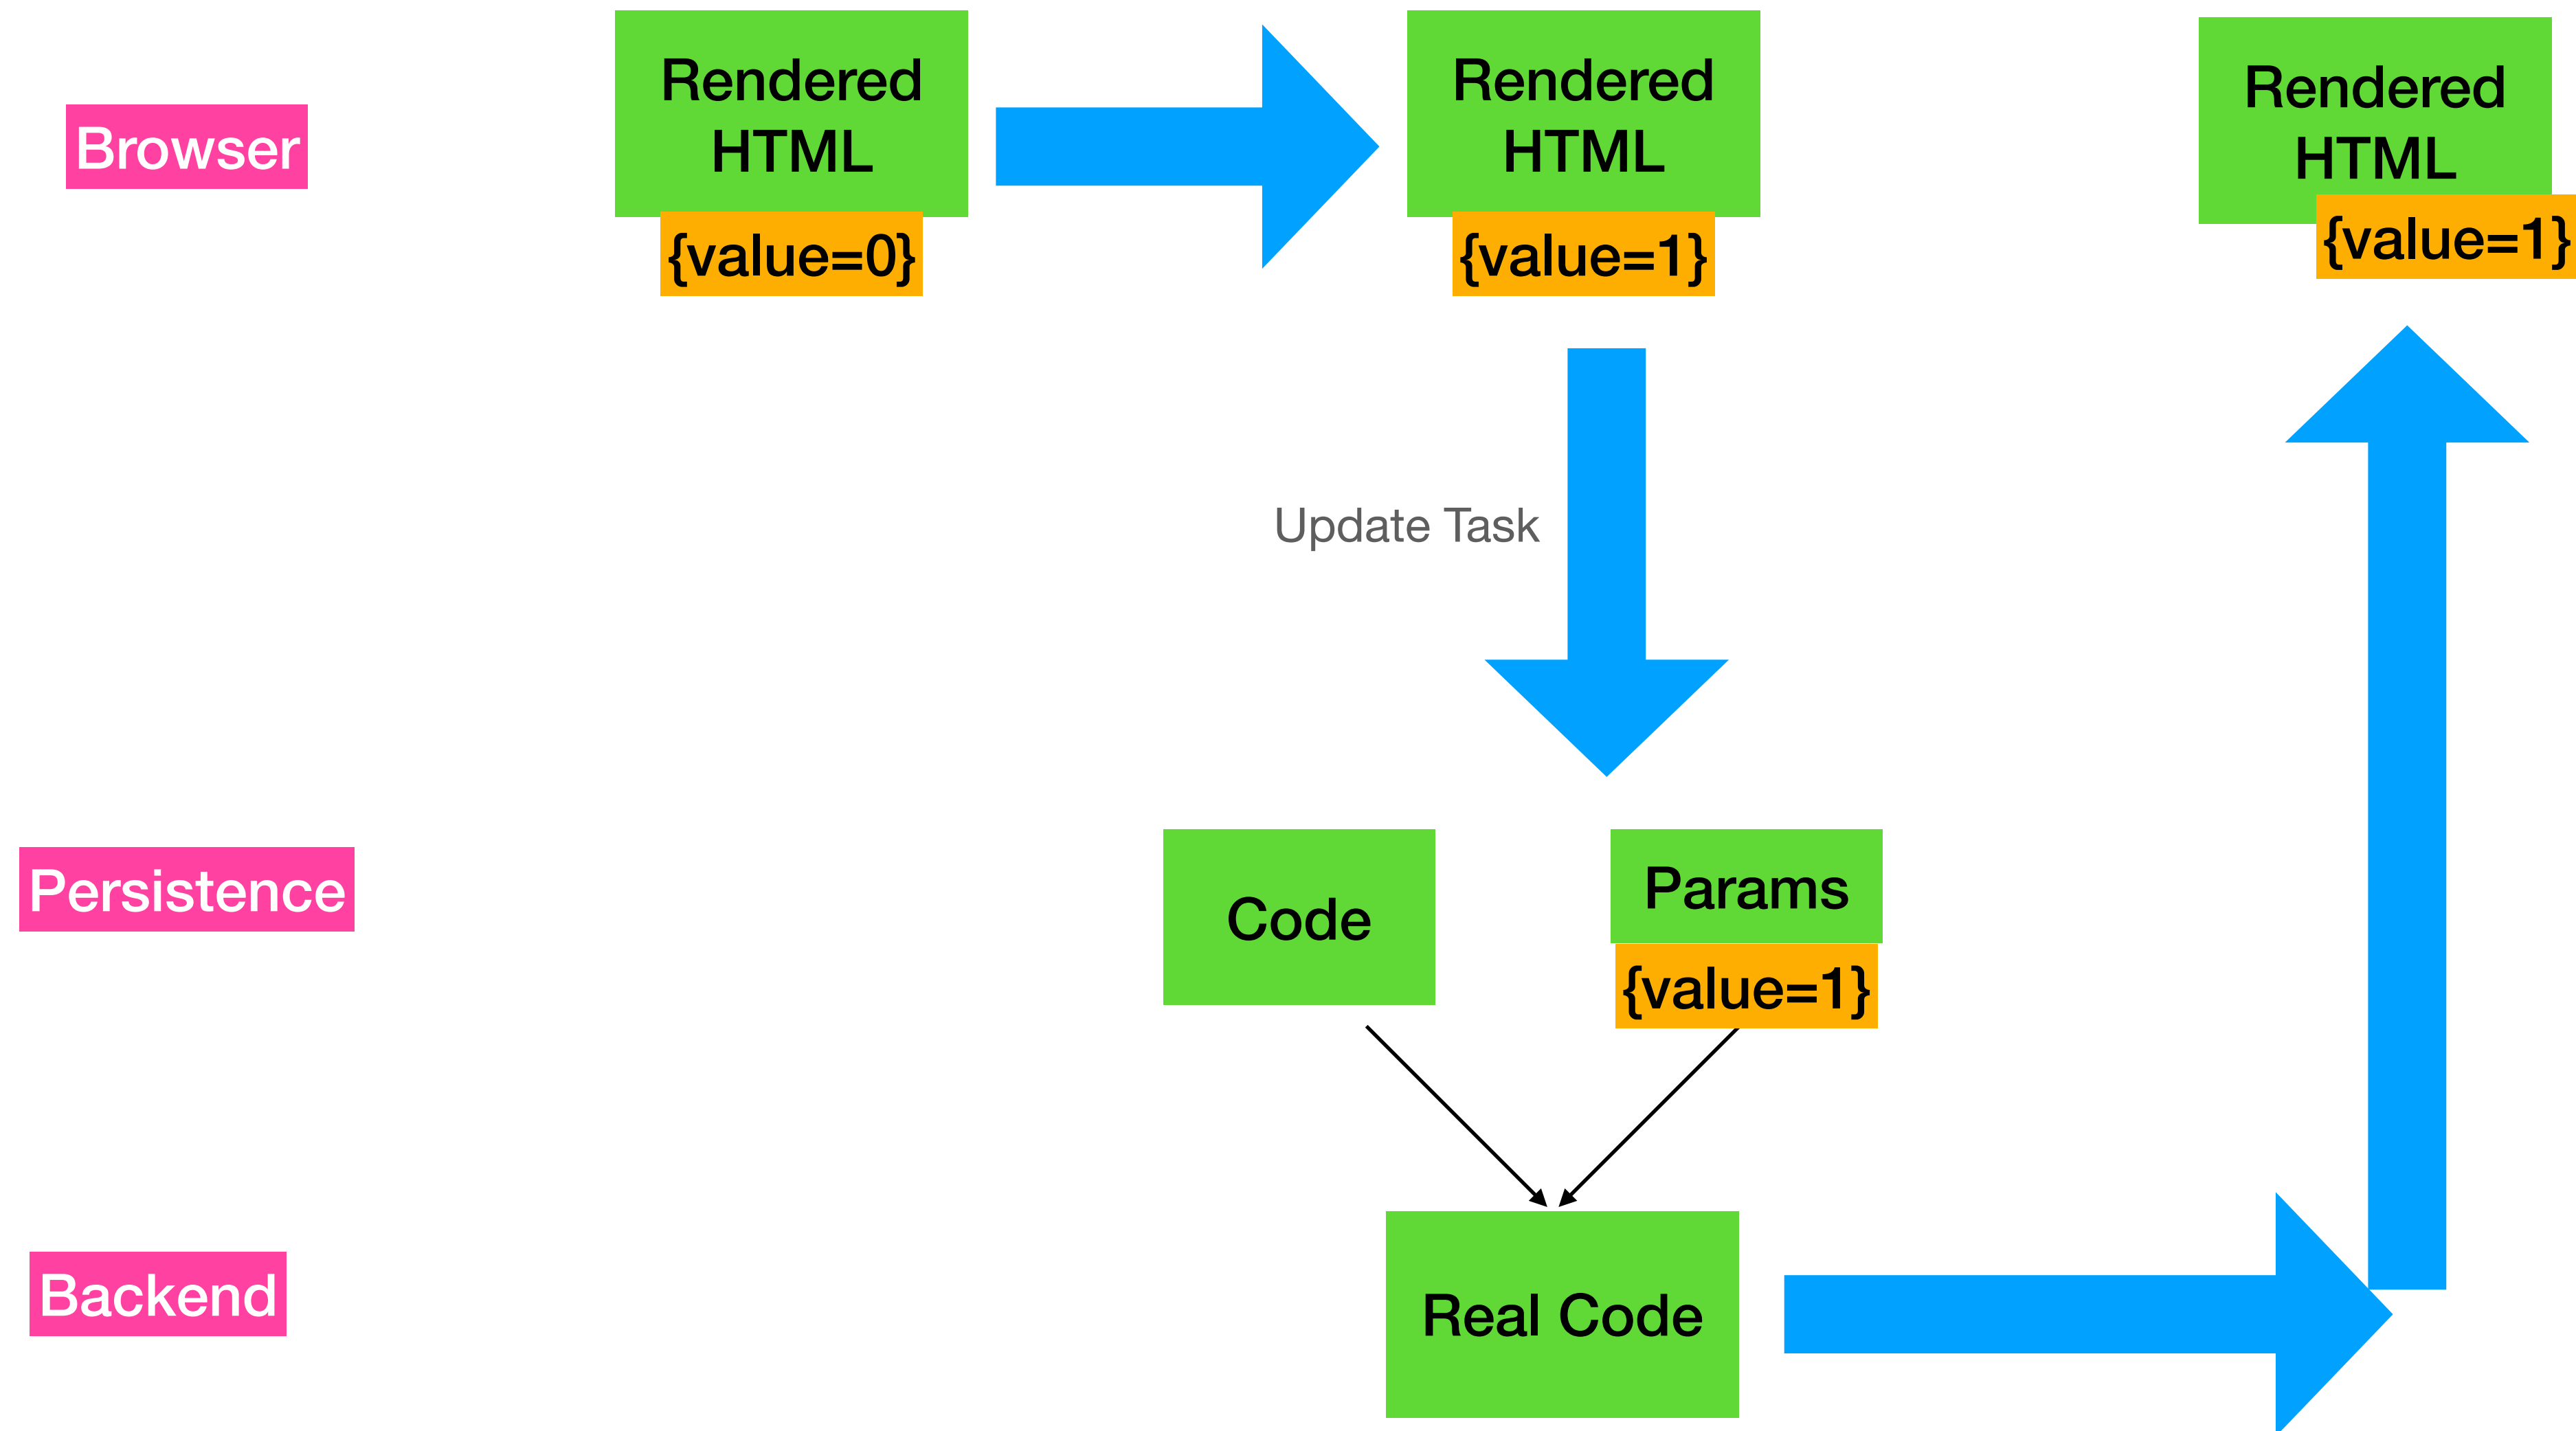 Browser
Rendered
HTML
{value=0}
Rendered
HTML
{value=1}
Rendered
HTML
{value=1}
Update Task
Persistence
Code
Params
{value=1}
Backend
Real Code